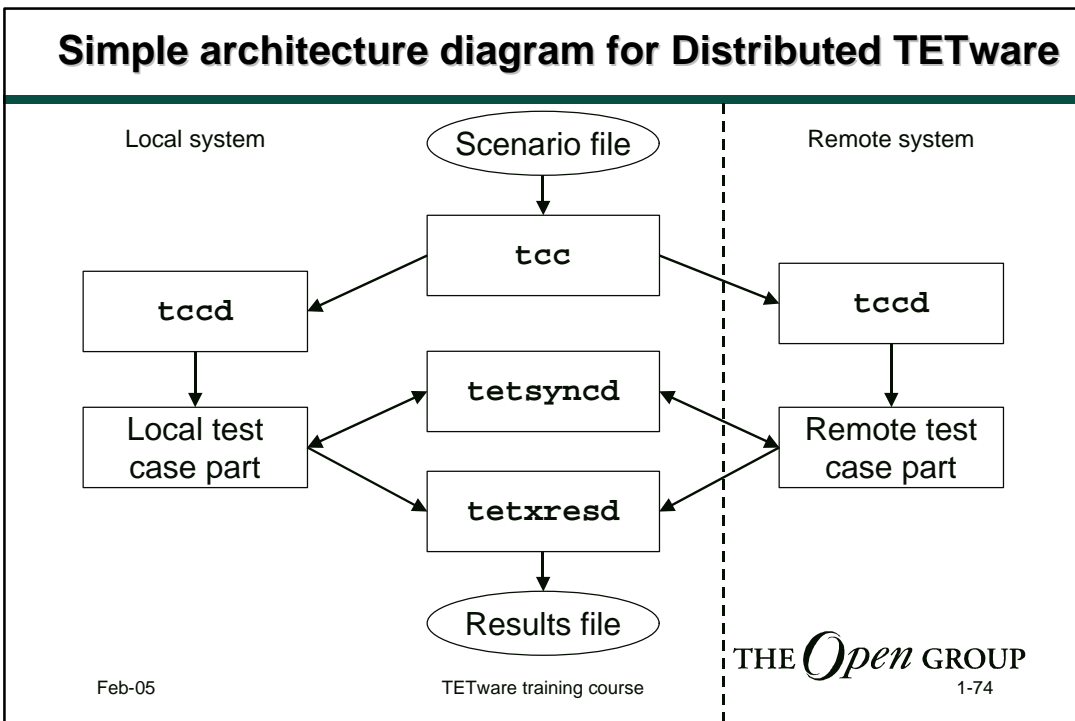 Simple architecture diagram for Distributed TETware
Local system
Scenario file
Remote system
tcc
tccd
tccd
tetsyncd
Local test
case part
Remote test
case part
tetxresd
Results file
THE Open GROUP
Feb-05
TETware training course
1-74